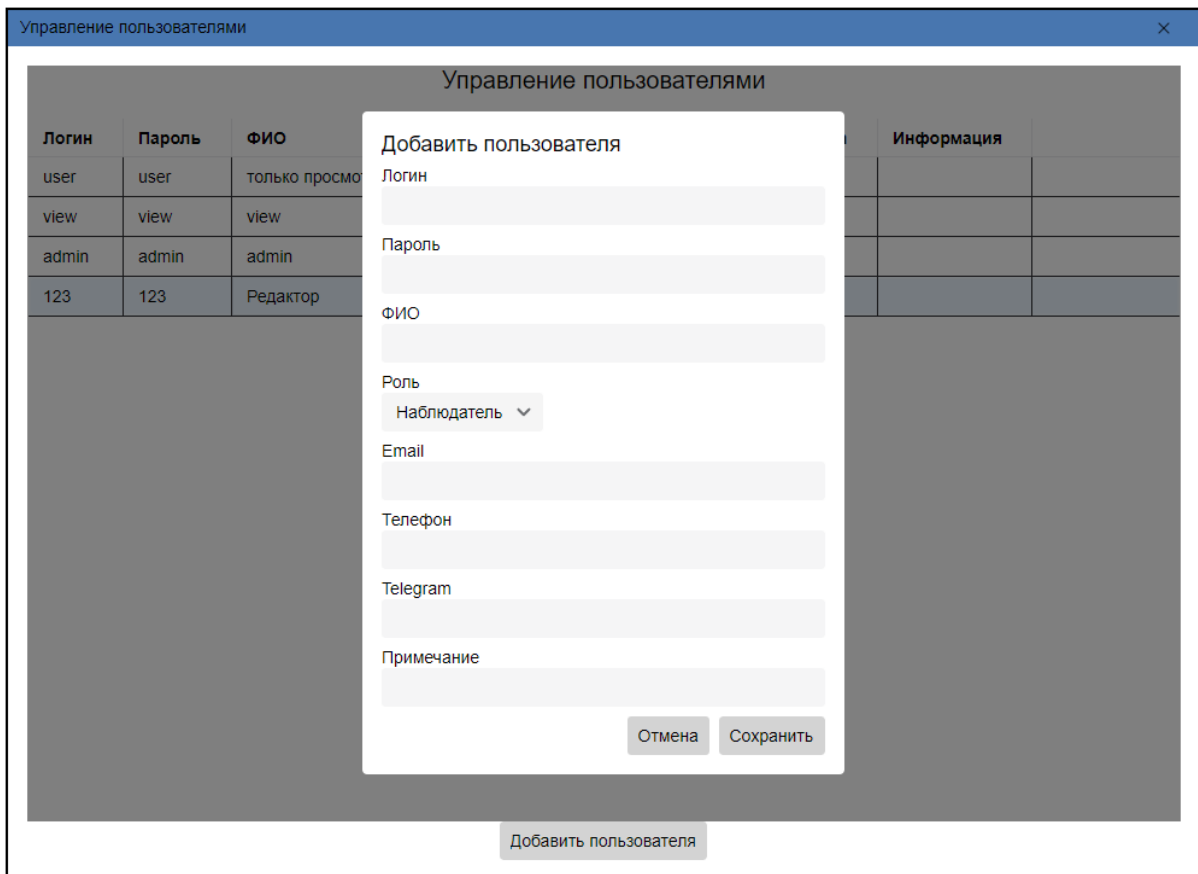 Управление пользователями
Управление пользователями
Логин Пароль ФИО Информация
user user только просмо
view view view
admin admin admin
123 123 Редактор
Добавить пользователя
Логин
Пароль
ФИО
Роль
Наблюдатель
Email
Телефон
Telegram
Примечание
Отмена Сохранить
Добавить пользователя